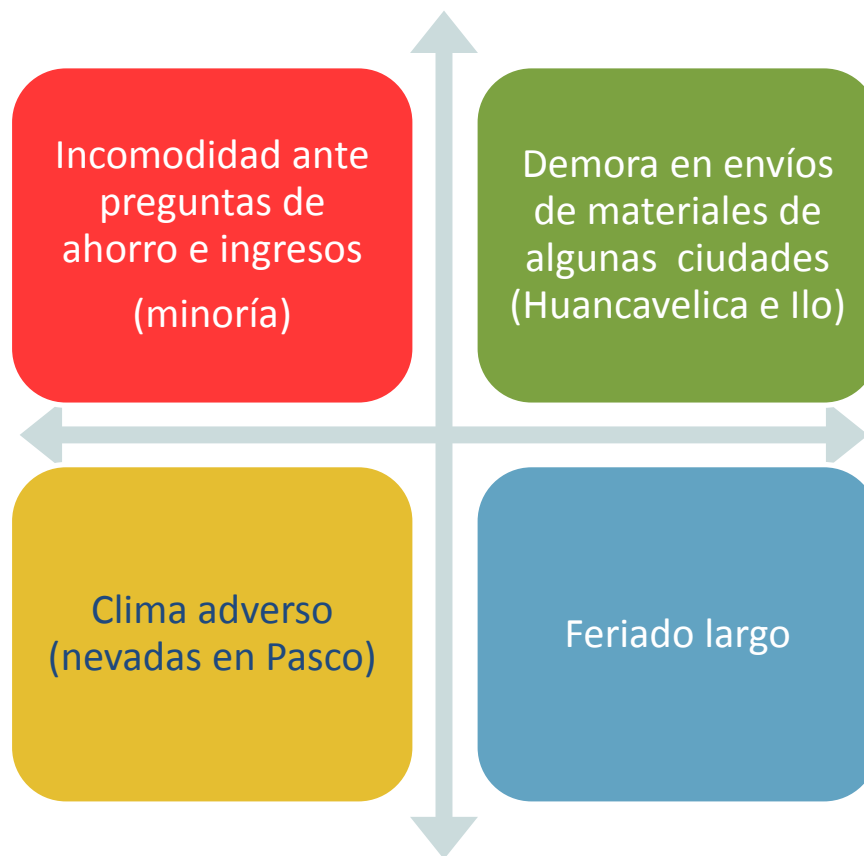 Incomodidad ante
preguntas de
ahorro e ingresos
(minoría)
Demora en envíos
de materiales de
algunas ciudades
(Huancavelica e Ilo)
Clima adverso
(nevadas en Pasco)
Feriado largo